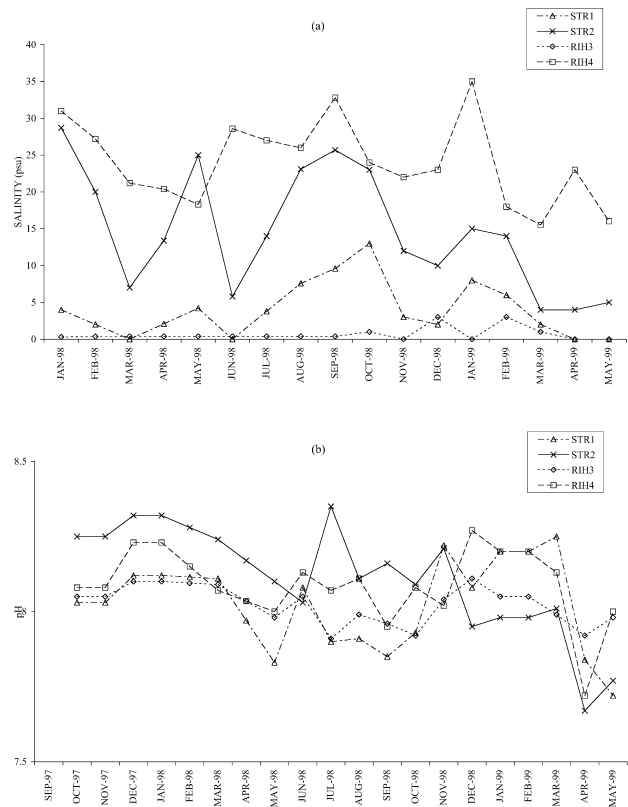 (a)
STR1
STR2
RIH3
RIH4
SALINITY (psu)
40
35
30
25
20
15
10
5
0
JAN-98
FEB-98
MAR-98
APR-98
MAY-98
JUN-98
JUL-98
AUG-98
SEP-98
OCT-98
NOV-98
DEC-98
JAN-99
FEB-99
MAR-99
APR-99
MAY-99
(b)
STR1
STR2
RIH3
RIH4
8.5
pH
7.5
SEP-97
OCT-97
NOV-97
DEC-97
JAN-98
FEB-98
MAR-98
APR-98
MAY-98
JUN-98
JUL-98
AUG-98
SEP-98
OCT-98
NOV-98
DEC-98
JAN-99
FEB-99
MAR-99
APR-99
MAY-99